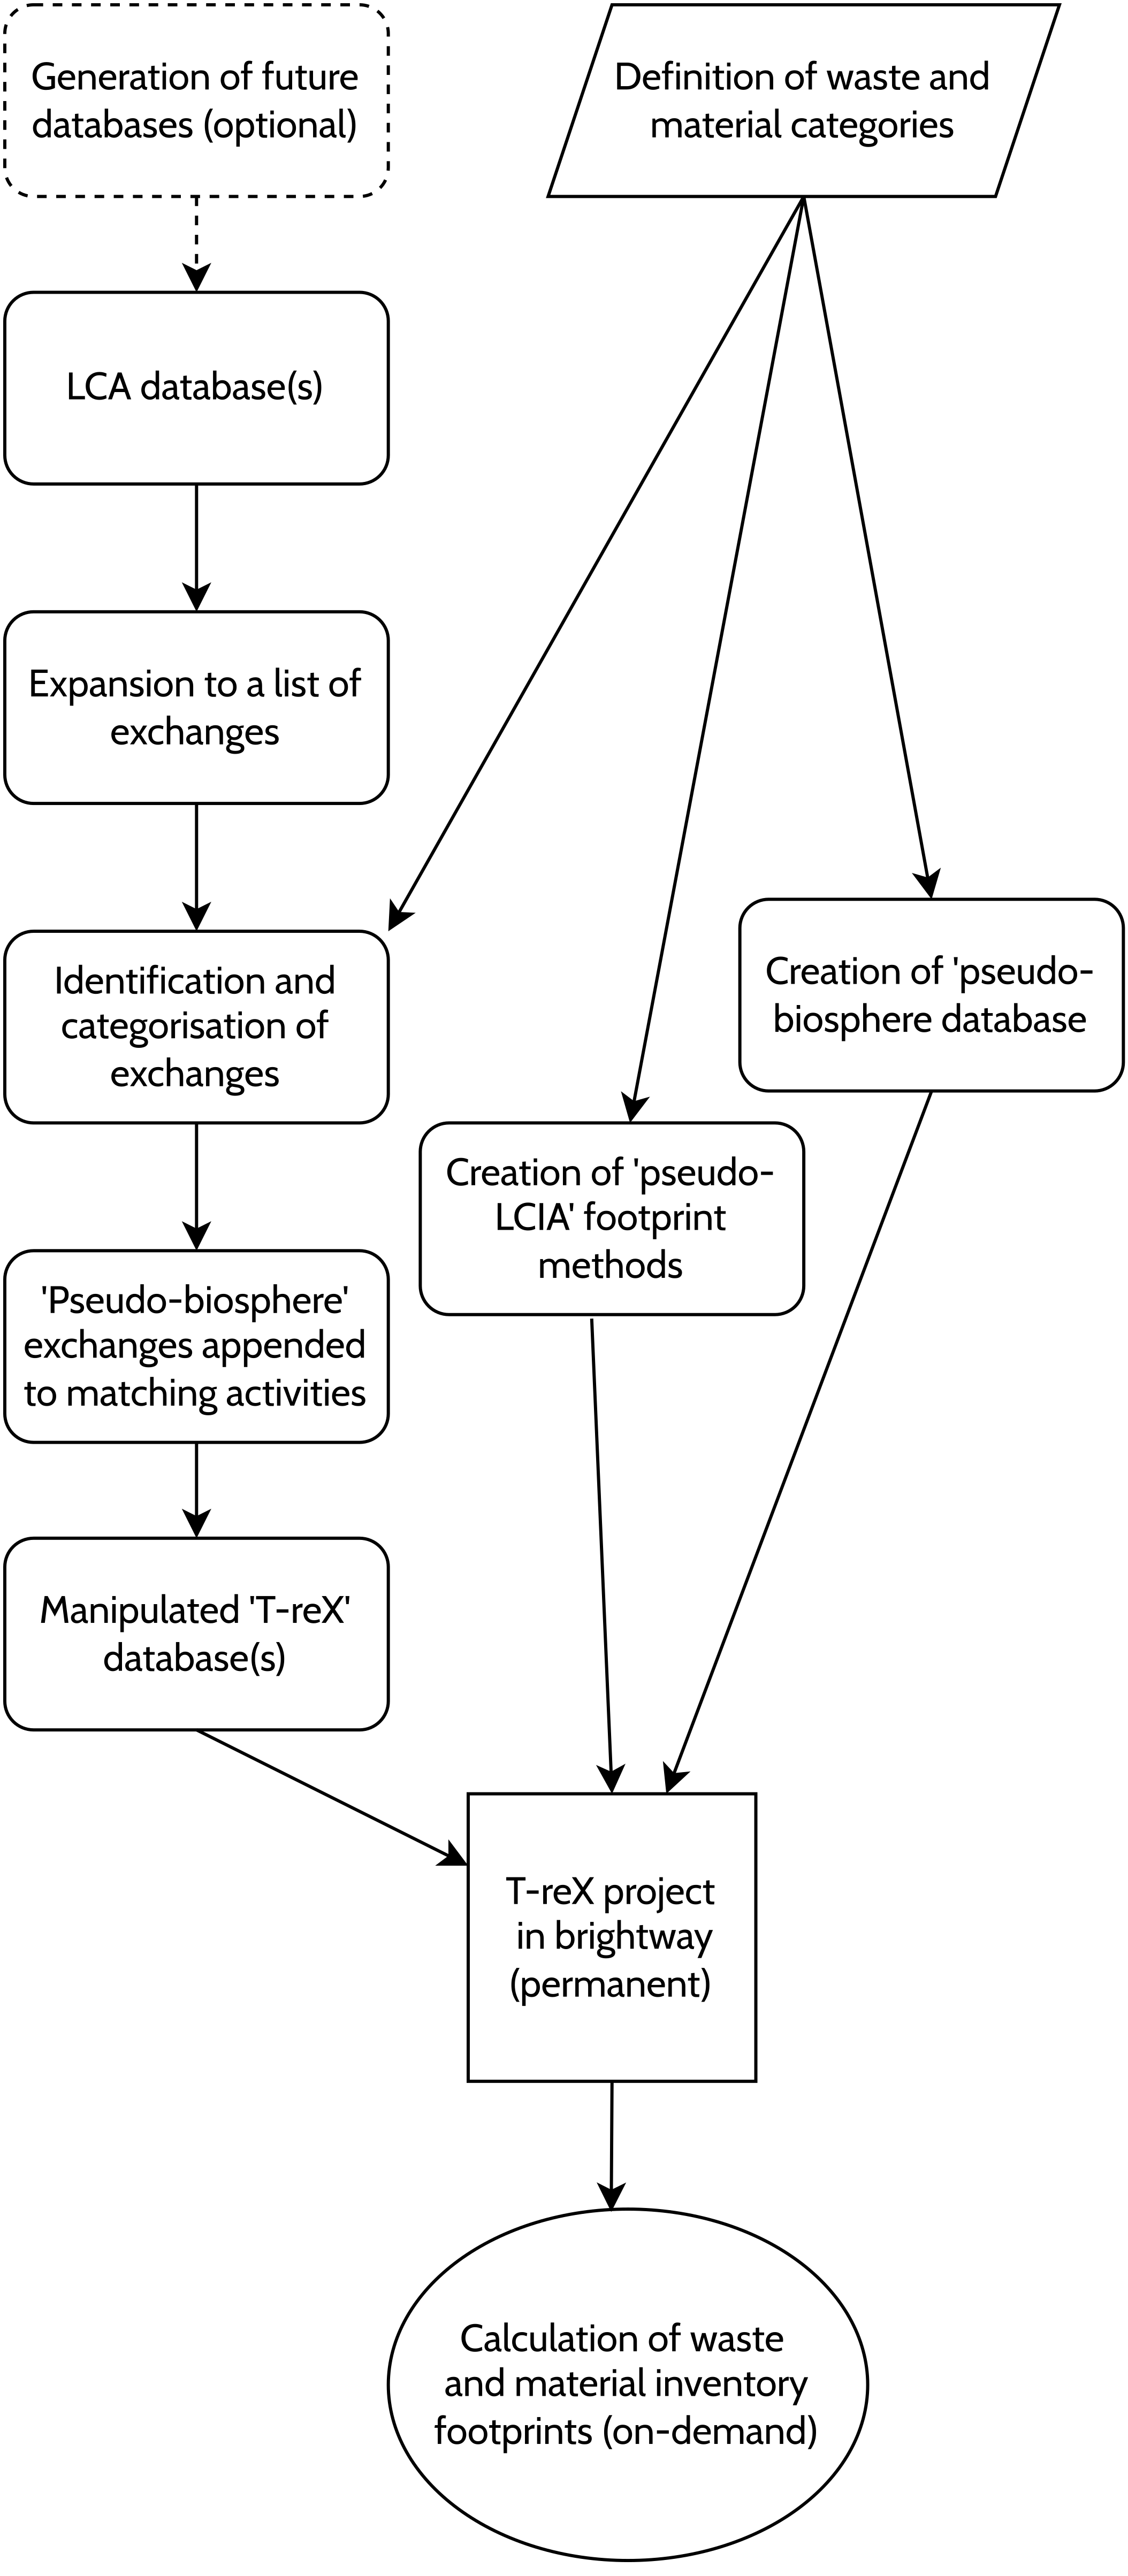 Generation of future
databases (optional)
Definition of waste and
material categories
LCA database(s)
Expansion to a list of
exchanges
Identification and
categorisation of
exchanges
Creation of 'pseudo-
biosphere database
Creation of 'pseudo-
LCIA' footprint
methods
'Pseudo-biosphere'
exchanges appended
to matching activities
Manipulated 'T-reX'
database(s)
T-reX project
in brightway
(permanent)
Calculation of waste
and material inventory
footprints (on-demand)